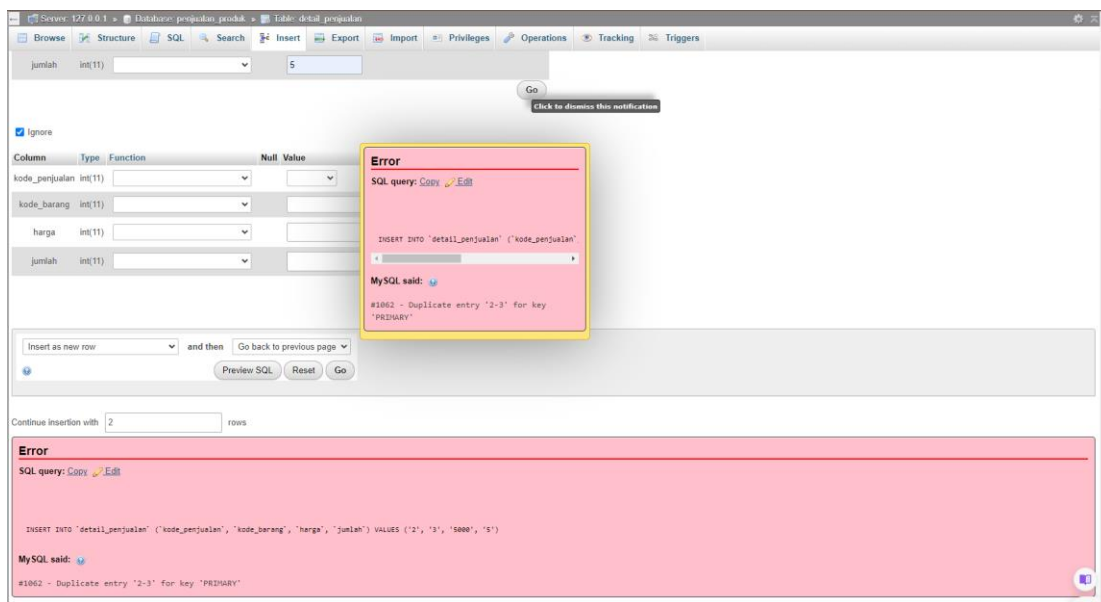 Server: 127.0.0.1 » Database: penjualan_produk » Table: detail_penjualan
Browse Structure SQL Search Insert Export Import Privileges Operations Tracking Triggers
jumlah int(11) 5
Go
Click to dismiss this notification
Ignore
Column Type Function Null Value
kode_penjualan int(11)
kode_barang int(11)
harga int(11)
jumlah int(11)
Error
SQL query: Copy Edit
INSERT INTO `detail_penjualan` (`kode_penjualan`,
MySQL said:
#1062 - Duplicate entry '2-3' for key
'PRIMARY'
Insert as new row and then Go back to previous page
Preview SQL Reset Go
Continue insertion with 2 rows
Error
SQL query: Copy Edit
INSERT INTO `detail_penjualan` (`kode_penjualan`, `kode_barang`, `harga`, `jumlah`) VALUES ('2', '3', '5000', '5')
MySQL said:
#1062 - Duplicate entry '2-3' for key 'PRIMARY'